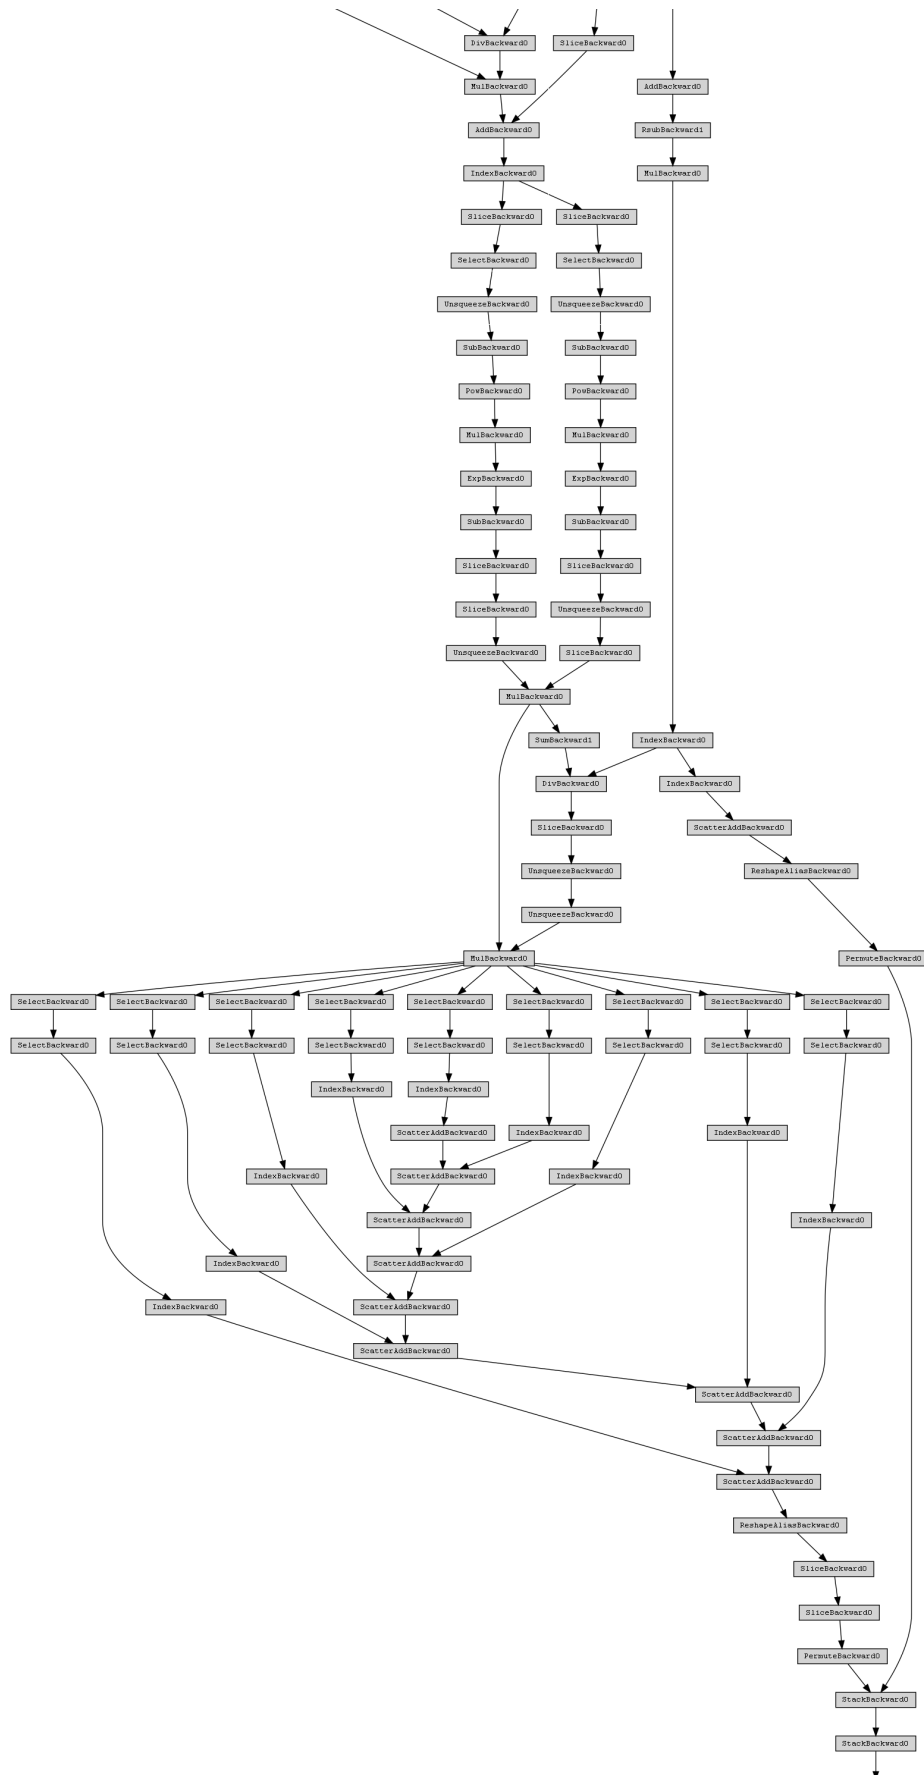 DivBackward0 SliceBackward0
MulBackward0 AddBackward0
AddBackward0 RsubBackward1
IndexBackward0 MulBackward0
SliceBackward0 SliceBackward0
SelectBackward0 SelectBackward0
UnsqueezeBackward0 UnsqueezeBackward0
SubBackward0 SubBackward0
PowBackward0 PowBackward0
MulBackward0 MulBackward0
ExpBackward0 ExpBackward0
SubBackward0 SubBackward0
SliceBackward0 SliceBackward0
SliceBackward0 UnsqueezeBackward0
UnsqueezeBackward0 SliceBackward0
MulBackward0
SumBackward1 IndexBackward0
DivBackward0 IndexBackward0
SliceBackward0 ScatterAddBackward0
UnsqueezeBackward0 ReshapeAliasBackward0
UnsqueezeBackward0
MulBackward0 PermuteBackward0
SelectBackward0 SelectBackward0 SelectBackward0 SelectBackward0 SelectBackward0 SelectBackward0 SelectBackward0 SelectBackward0 SelectBackward0
SelectBackward0 SelectBackward0 SelectBackward0 SelectBackward0 SelectBackward0 SelectBackward0 SelectBackward0 SelectBackward0 SelectBackward0
IndexBackward0 IndexBackward0
ScatterAddBackward0 IndexBackward0 IndexBackward0
IndexBackward0 ScatterAddBackward0 IndexBackward0
ScatterAddBackward0 IndexBackward0
IndexBackward0 ScatterAddBackward0
IndexBackward0 ScatterAddBackward0
ScatterAddBackward0
ScatterAddBackward0
ScatterAddBackward0
ScatterAddBackward0
ReshapeAliasBackward0
SliceBackward0
SliceBackward0
PermuteBackward0
StackBackward0
StackBackward0